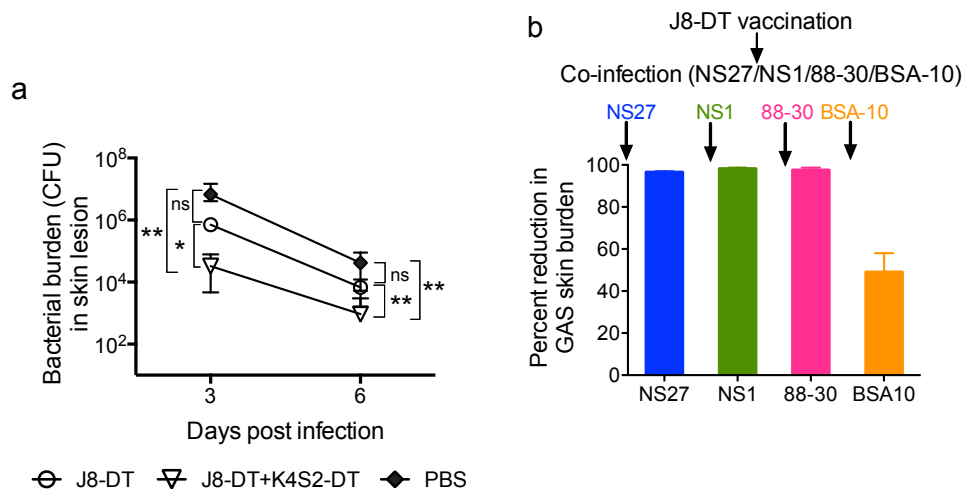 a
Bacterial burden (CFU)
in skin lesion
10^8
10^6
10^4
10^2
**
ns
*
ns
**
**
3
6
Days post infection
J8-DT
J8-DT+K4S2-DT
PBS
b
J8-DT vaccination
Co-infection (NS27/NS1/88-30/BSA-10)
NS27 NS1 88-30 BSA-10
Percent reduction in
GAS skin burden
100
80
60
40
20
0
NS27 NS1 88-30 BSA10